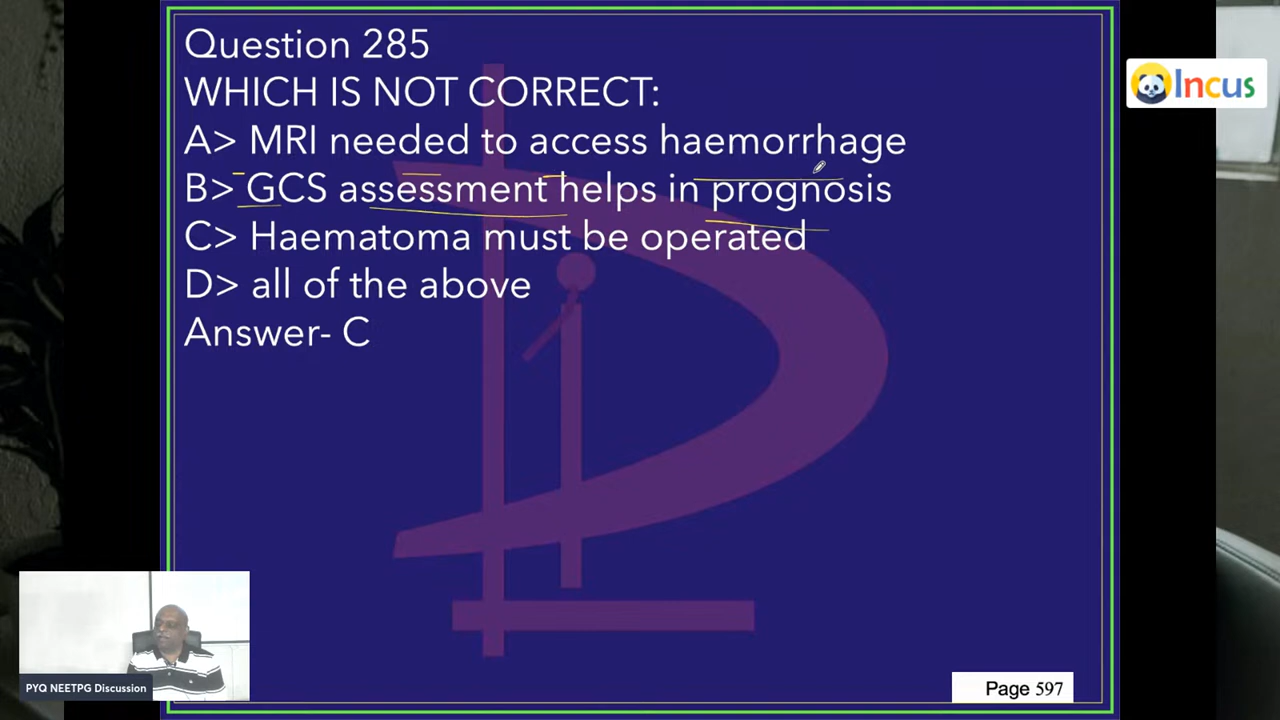 Question 285
WHICH IS NOT CORRECT:
A> MRI needed to access haemorrhage
B> GCS assessment helps in prognosis
C> Haematoma must be operated
D> all of the above
Answer- C
Incus
PYQ NEETPG Discussion
Page 597